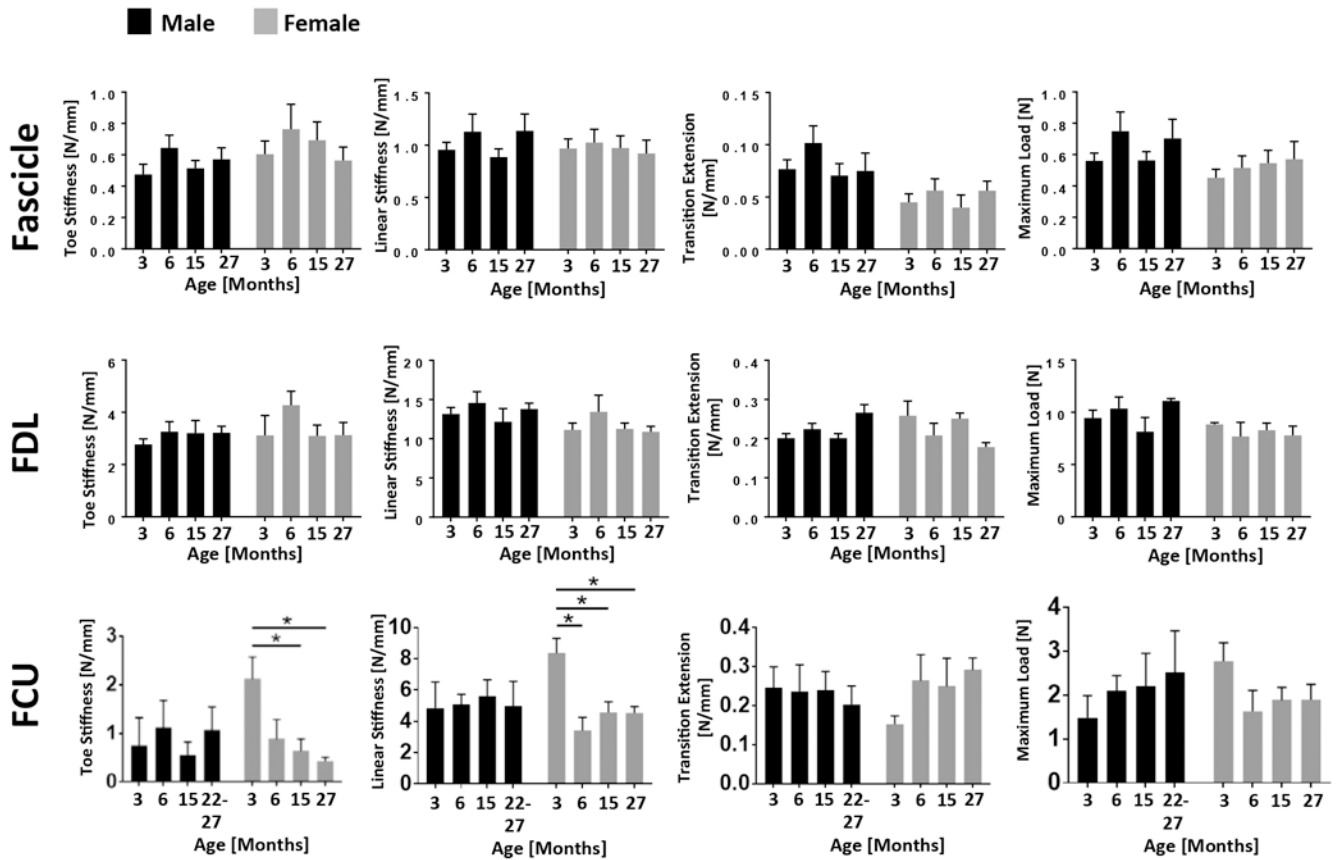 Male Female
Fascicle
Toe Stiffness [N/mm]
1.0
0.8
0.6
0.4
0.2
0.0
3 6 15 27 3 6 15 27
Age [Months]
Linear Stiffness [N/mm]
1.5
1.0
0.5
0.0
3 6 15 27 3 6 15 27
Age [Months]
Transition Extension
[N/mm]
0.15
0.10
0.05
0.00
3 6 15 27 3 6 15 27
Age [Months]
Maximum Load [N]
1.0
0.8
0.6
0.4
0.2
0.0
3 6 15 27 3 6 15 27
Age [Months]
FDL
Toe Stiffness [N/mm]
6
4
2
0
3 6 15 27 3 6 15 27
Age [Months]
Linear Stiffness [N/mm]
20
15
10
5
0
3 6 15 27 3 6 15 27
Age [Months]
Transition Extension
[N/mm]
0.4
0.3
0.2
0.1
0.0
3 6 15 27 3 6 15 27
Age [Months]
Maximum Load [N]
15
10
5
0
3 6 15 27 3 6 15 27
Age [Months]
FCU
Toe Stiffness [N/mm]
3
2
1
0
*
*
3 6 15 22- 3 6 15 27
27
Age [Months]
Linear Stiffness [N/mm]
10
8
6
4
2
0
*
*
*
3 6 15 22- 3 6 15 27
27
Age [Months]
Transition Extension
[N/mm]
0.4
0.3
0.2
0.1
0.0
3 6 15 22- 3 6 15 27
27
Age [Months]
Maximum Load [N]
4
3
2
1
0
3 6 15 22- 3 6 15 27
27
Age [Months]